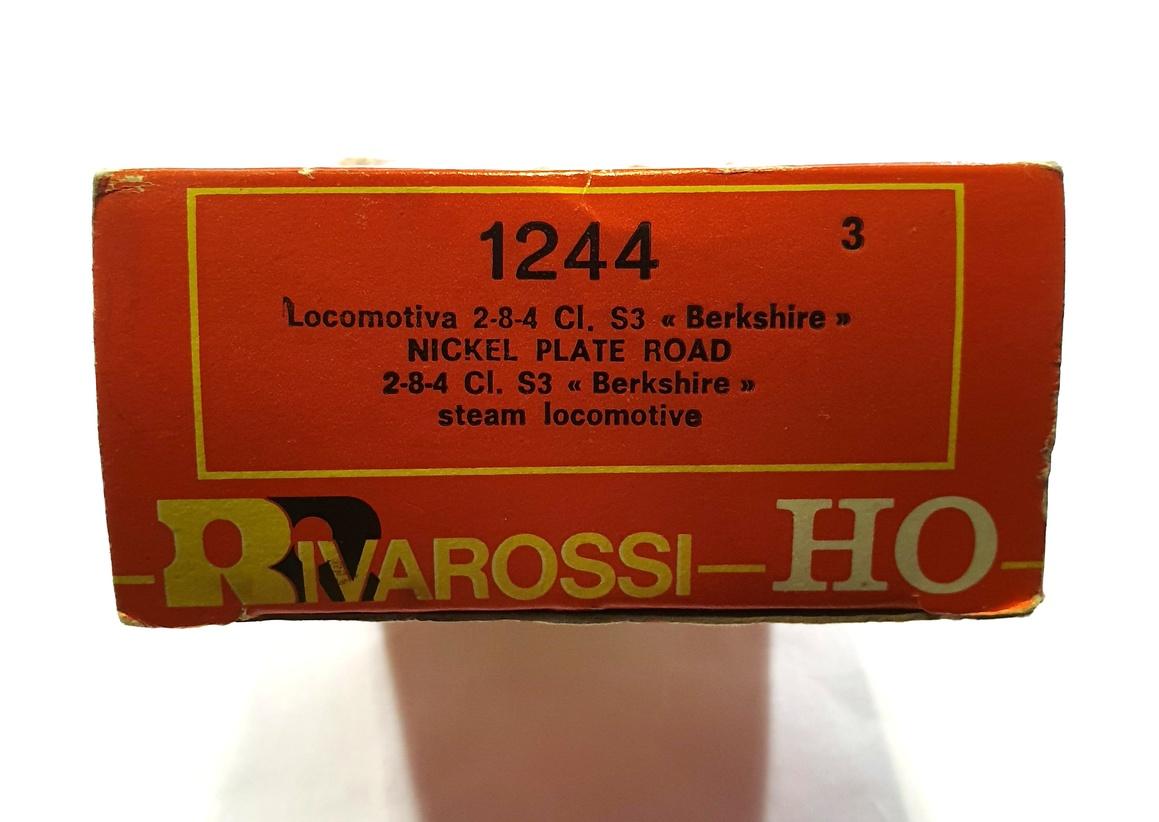 1244 3
Locomotiva 2-8-4 Cl. S3 « Berkshire »
NICKEL PLATE ROAD
2-8-4 Cl. S3 « Berkshire »
steam locomotive
RIVAROSSI HO